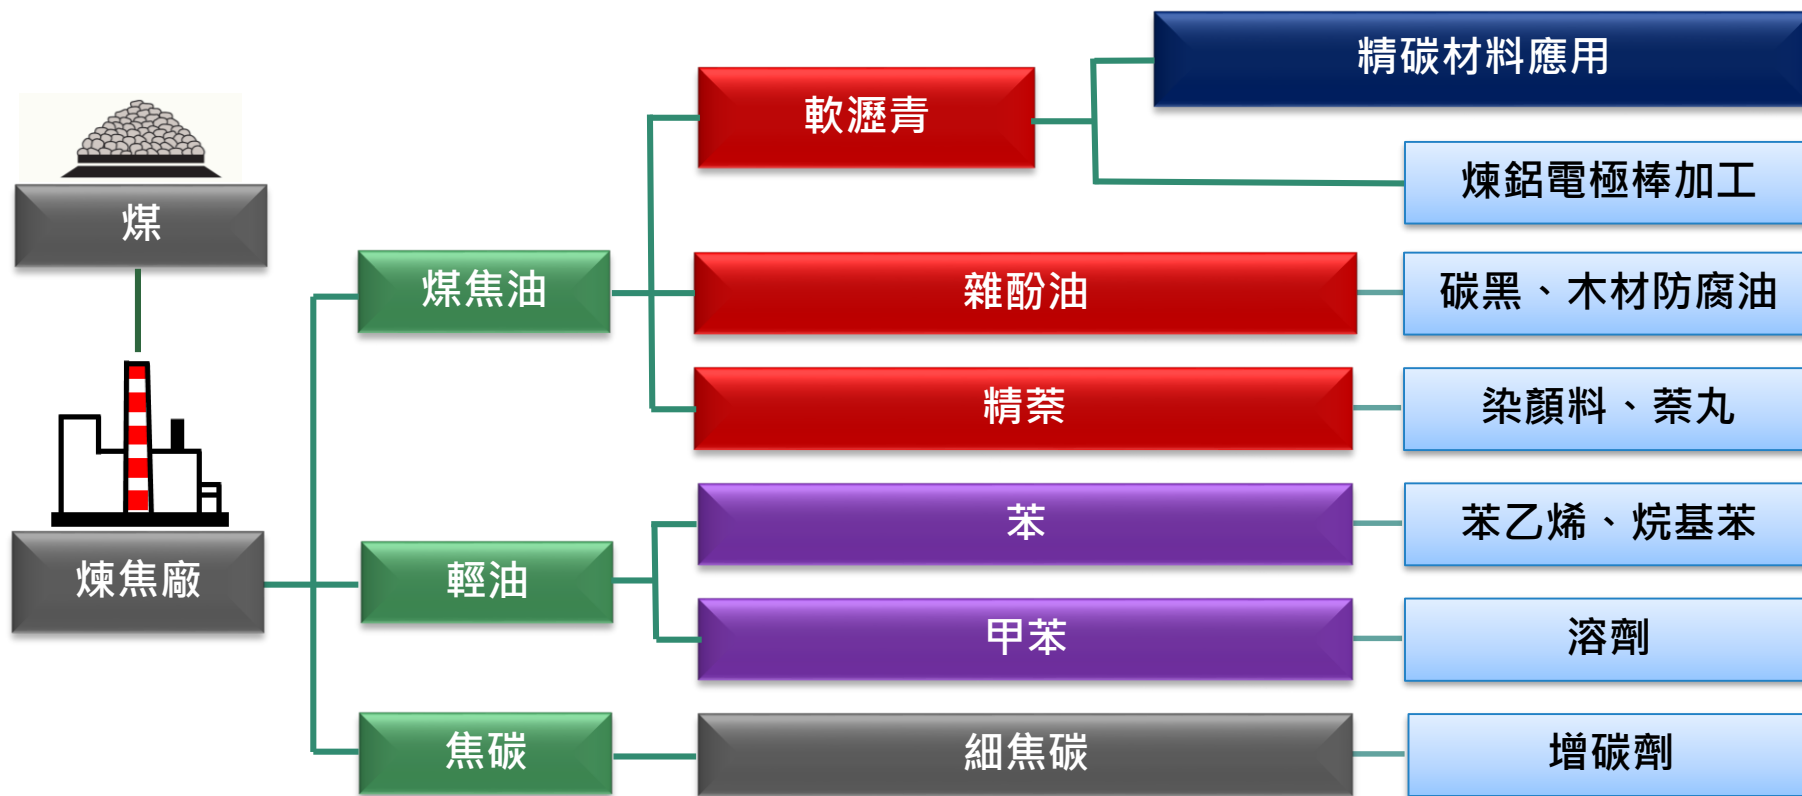 煤
煉焦廠
煤焦油
輕油
焦碳
軟瀝青
雜酚油
精萘
苯
甲苯
細焦碳
精碳材料應用
煉鋁電極棒加工
碳黑、木材防腐油
染顏料、萘丸
苯乙烯、烷基苯
溶劑
增碳劑